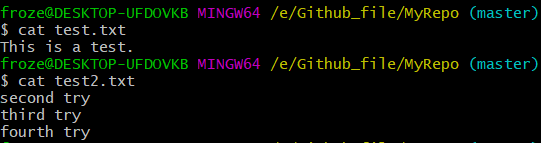 froze@DESKTOP-UFDOVKB MINGW64 /e/Github_file/MyRepo (master)
$ cat test.txt
This is a test.
froze@DESKTOP-UFDOVKB MINGW64 /e/Github_file/MyRepo (master)
$ cat test2.txt
second try
third try
fourth try